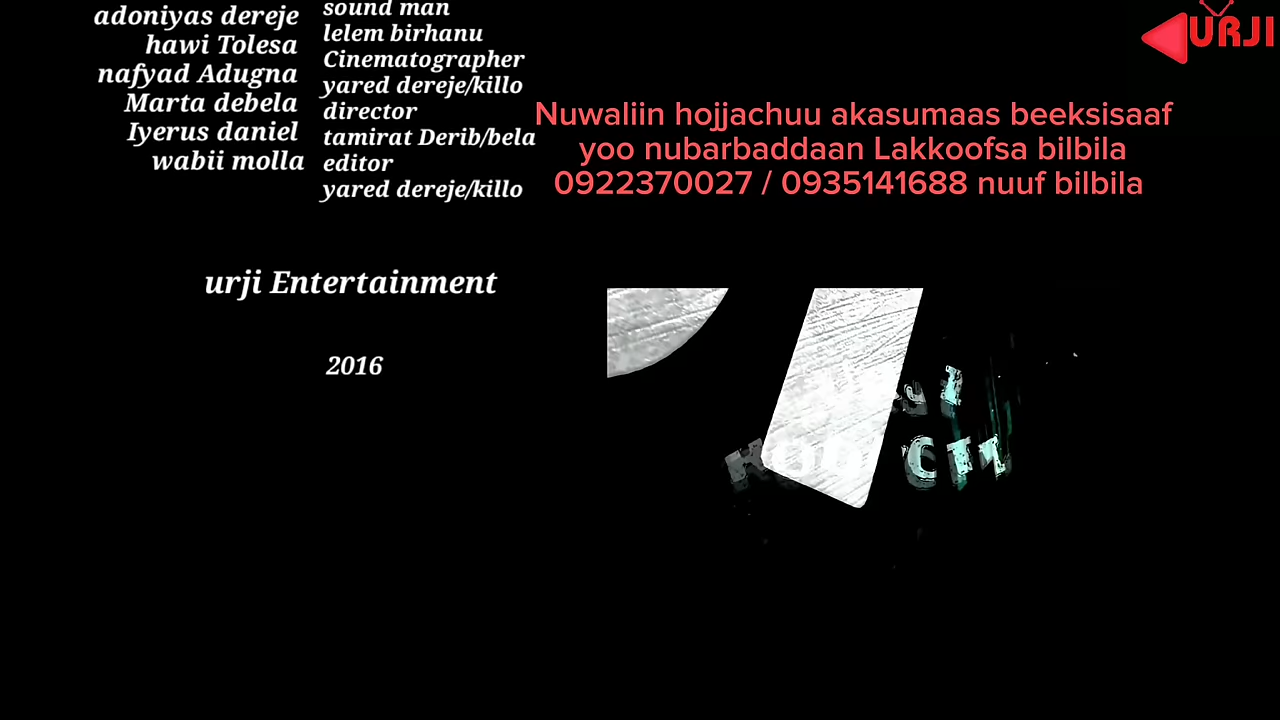 adoniyas dereje
hawi Tolesa
nafyad Adugna
Marta debela
Iyerus daniel
wabii molla
sound man
lelem birhanu
Cinematographer
yared dereje/killo
director
tamirat Derib/bela
editor
yared dereje/killo
URJI
Nuwaliin hojjachuu akasumaas beeksisaaf
yoo nubarbaddaan Lakkoofsa bilbila
0922370027 / 0935141688 nuuf bilbila
urji Entertainment
2016